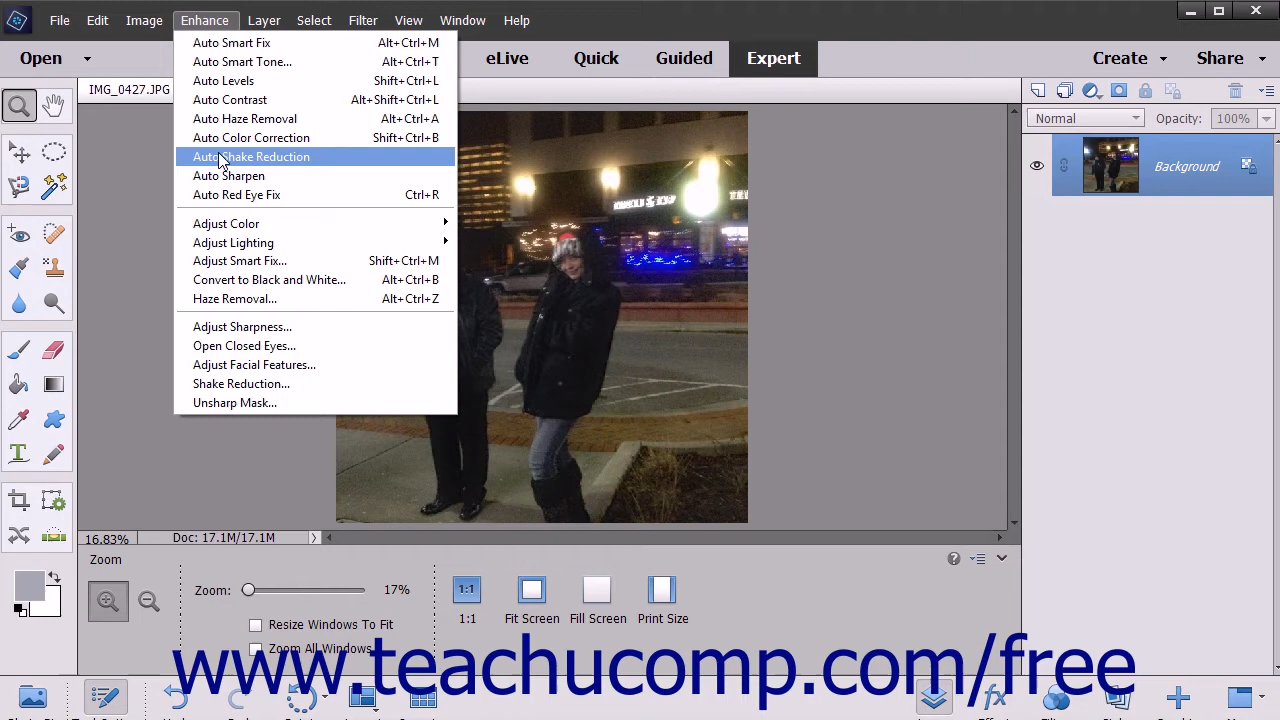 File Edit Image Enhance Layer Select Filter View Window Help
Open eLive Quick Guided Expert Create Share
IMG_0427.JPG
Auto Smart Fix Alt+Ctrl+M
Auto Smart Tone... Alt+Ctrl+T
Auto Levels Shift+Ctrl+L
Auto Contrast Alt+Shift+Ctrl+L
Auto Haze Removal Alt+Ctrl+A
Auto Color Correction Shift+Ctrl+B
Auto Shake Reduction
Auto Sharpen
Auto Red Eye Fix Ctrl+R
Adjust Color
Adjust Lighting
Adjust Smart Fix... Shift+Ctrl+M
Convert to Black and White... Alt+Ctrl+B
Haze Removal... Alt+Ctrl+Z
Adjust Sharpness...
Open Closed Eyes...
Adjust Facial Features...
Shake Reduction...
Unsharp Mask...
Normal Opacity: 100%
Background
16.83% Doc: 17.1M/17.1M
Zoom
Zoom: 17%
1:1
1:1 Fit Screen Fill Screen Print Size
Resize Windows To Fit
Zoom All Windows
www.teachucomp.com/free